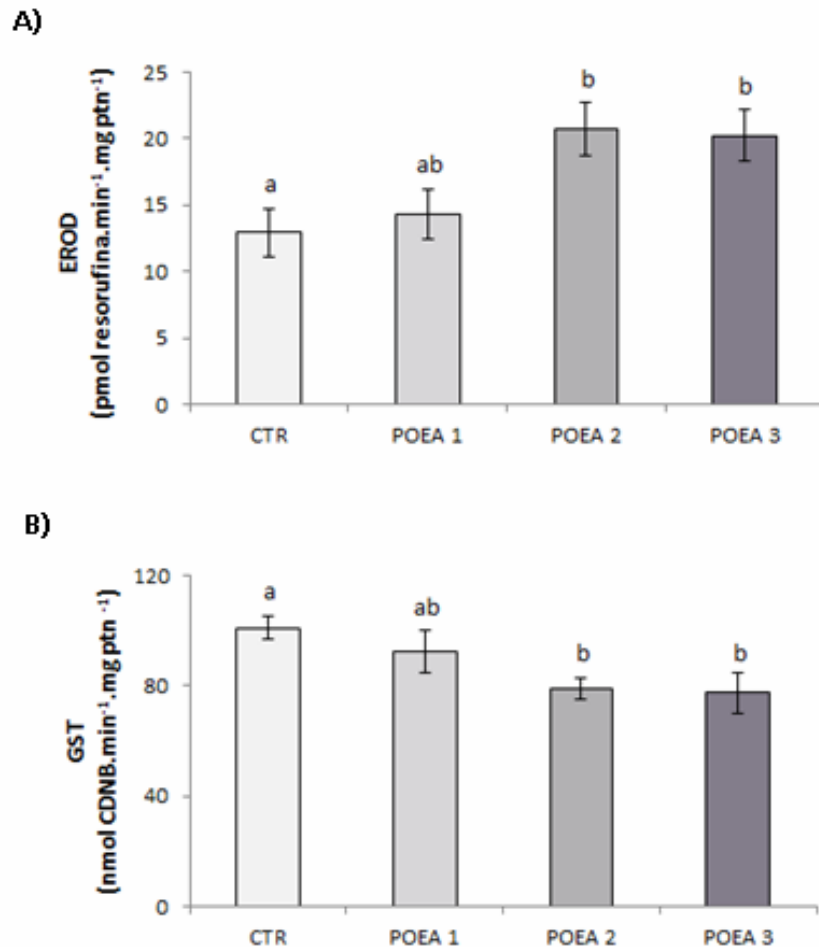 A)
EROD
(pmol resorufina.min⁻¹.mg ptn⁻¹)
25
20
15
10
5
0
a
ab
b
b
CTR
POEA 1
POEA 2
POEA 3
B)
GST
(nmol CDNB.min⁻¹.mg ptn ⁻¹)
120
80
40
0
a
ab
b
b
CTR
POEA 1
POEA 2
POEA 3